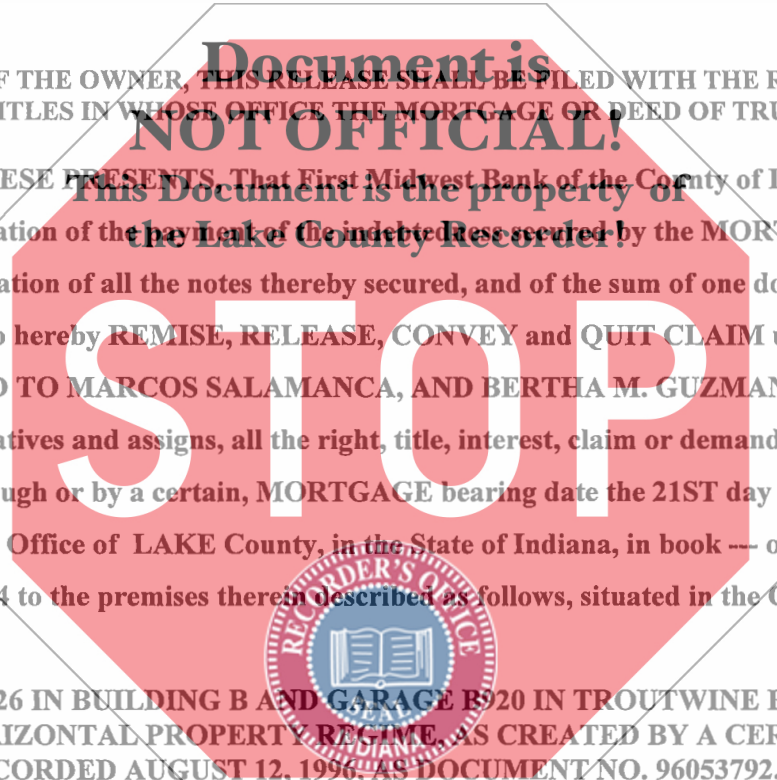 Document is
F THE OWNER, THIS RELEASE SHALL BE FILED WITH THE
ITLES IN WHOSE OFFICE THE MORTGAGE OR DEED OF TRU
NOT OFFICIAL!
ESE PRESENTS, That First Midwest Bank of the County of
This Document is the property of
ation of the payment of the indebtedness secured by the MOR
the Lake County Recorder!
ation of all the notes thereby secured, and of the sum of one do
hereby REMISE, RELEASE, CONVEY and QUIT CLAIM
TO MARCOS SALAMANCA, AND BERTHA M. GUZMAN
STOP
atives and assigns, all the right, title, interest, claim or demand
ugh or by a certain, MORTGAGE bearing date the 21ST day
Office of LAKE County, in the State of Indiana, in book --- o
4 to the premises therein described as follows, situated in the
RECORDER'S OFFICE
SEAL
INDIANA
26 IN BUILDING B AND GARAGE B920 IN TROUTWINE
IZONTAL PROPERTY REGIME, AS CREATED BY A CER
CORDED AUGUST 12, 1996, AS DOCUMENT NO. 96053792